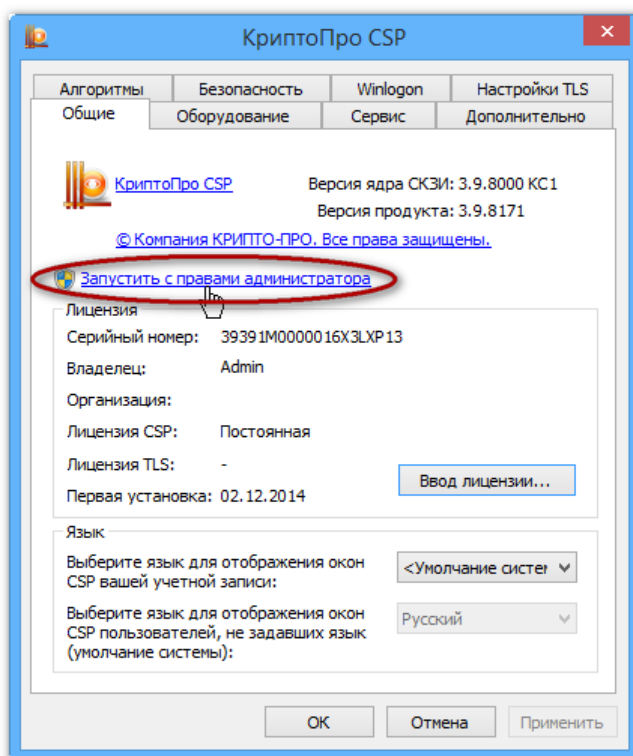 КриптоПро CSP
Алгоритмы Безопасность Winlogon Настройки TLS
Общие Оборудование Сервис Дополнительно
КриптоПро CSP Версия ядра СКЗИ: 3.9.8000 КС1
Версия продукта: 3.9.8171
© Компания КРИПТО-ПРО. Все права защищены.
Запустить с правами администратора
Лицензия
Серийный номер: 39391M0000016X3LXP13
Владелец: Admin
Организация:
Лицензия CSP: Постоянная
Лицензия TLS: -
Ввод лицензии...
Первая установка: 02.12.2014
Язык
Выберите язык для отображения окон
CSP вашей учетной записи:
<Умолчание систег
Выберите язык для отображения окон
CSP пользователей, не задавших язык
(умолчание системы):
Русский
ОК Отмена Применить